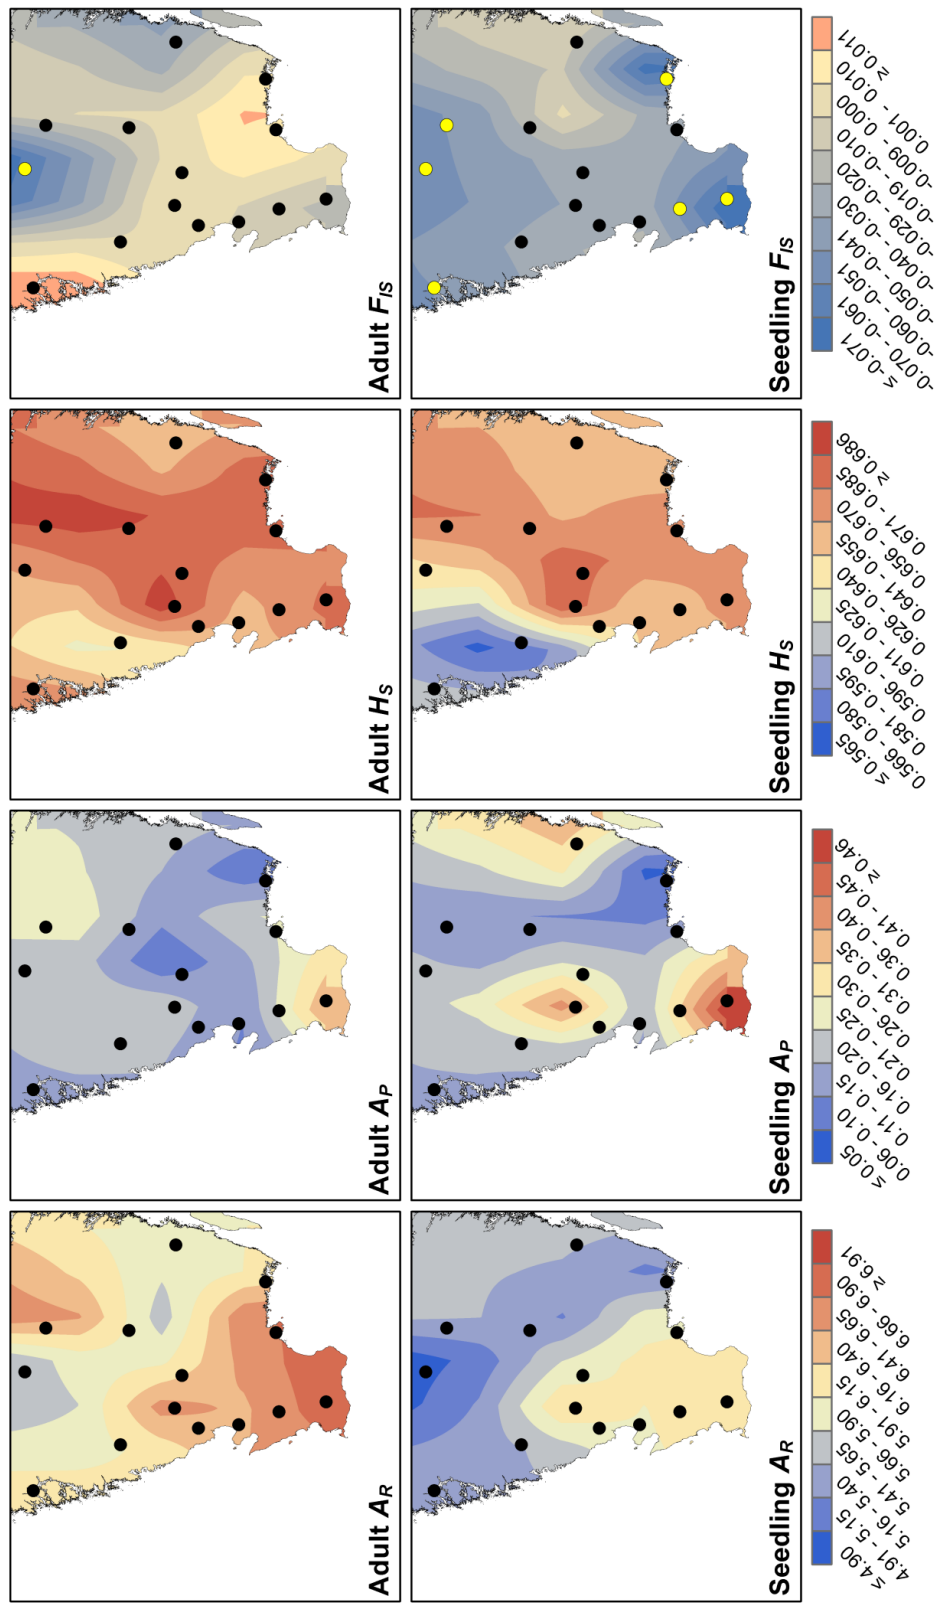 Adult AR
Adult AP
Adult HS
Adult FIS
Seedling AR
Seedling AP
Seedling HS
Seedling FIS
≤4.90
4.91 - 5.15
5.16 - 5.40
5.41 - 5.65
5.66 - 5.90
5.91 - 6.15
6.16 - 6.40
6.41 - 6.65
6.66 - 6.90
≥ 6.91
≤0.05
0.06 - 0.10
0.11 - 0.15
0.16 - 0.20
0.21 - 0.25
0.26 - 0.30
0.31 - 0.35
0.36 - 0.40
0.41 - 0.45
≥ 0.46
≤0.565
0.566 - 0.580
0.581 - 0.595
0.596 - 0.610
0.611 - 0.625
0.626 - 0.640
0.641 - 0.655
0.656 - 0.670
0.671 - 0.685
≥ 0.686
≤ -0.071
-0.070 - -0.061
-0.060 - -0.051
-0.050 - -0.041
-0.040 - -0.030
-0.029 - -0.020
-0.019 - -0.010
-0.009 - 0.000
0.001 - 0.010
≥ 0.011